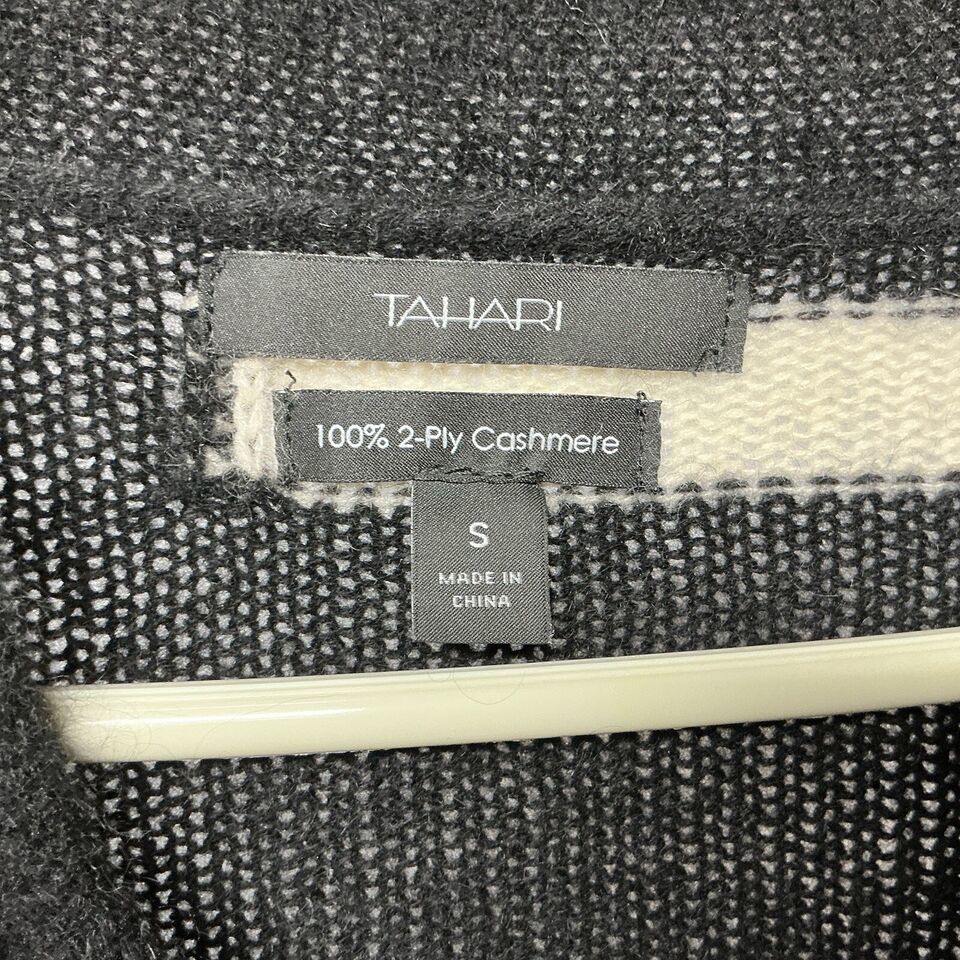 TAHARI
100% 2-Ply Cashmere
S
MADE IN
CHINA